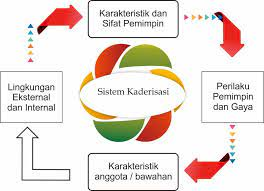 Karakteristik dan
Sifat Pemimpin
Lingkungan
Eksternal
dan Internal
Sistem Kaderisasi
Perilaku
Pemimpin
dan Gaya
Karakteristik
anggota / bawahan